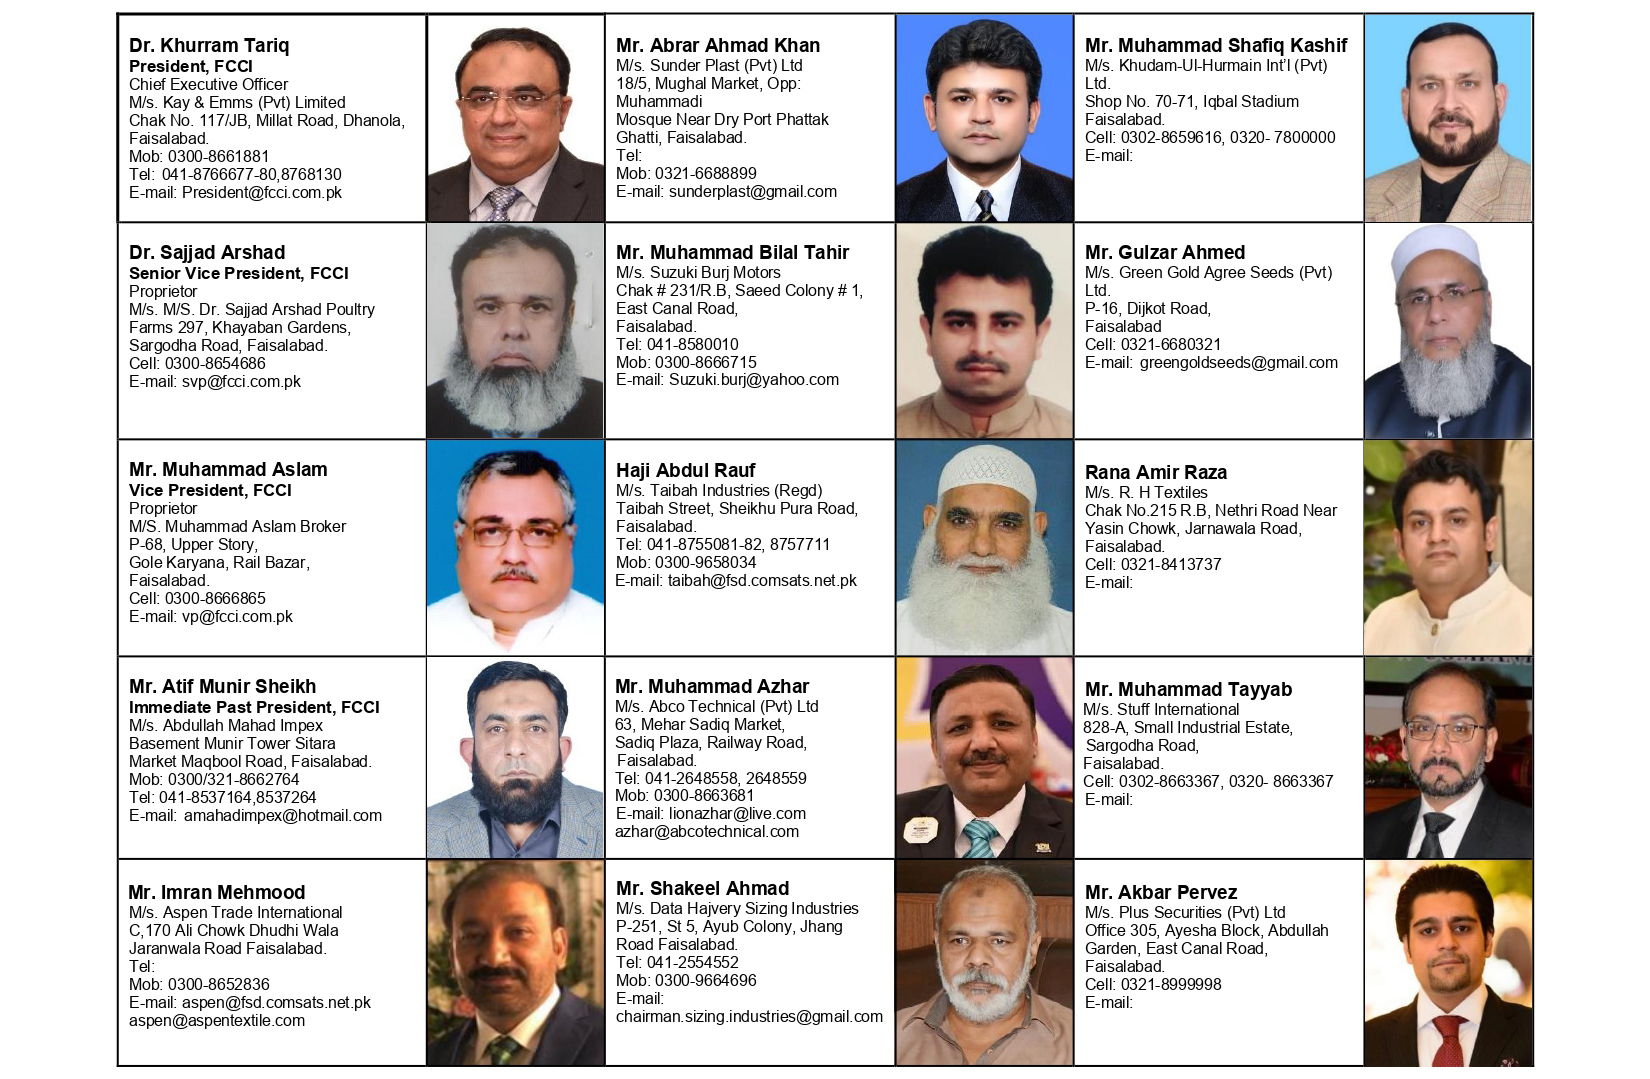 Dr. Khurram Tariq
President, FCCI
Chief Executive Officer
M/s. Kay & Emms (Pvt) Limited
Chak No. 117/JB, Millat Road, Dhanola,
Faisalabad.
Mob: 0300-8661881
Tel: 041-8766677-80,8768130
E-mail: President@fcci.com.pk
Mr. Abrar Ahmad Khan
M/s. Sunder Plast (Pvt) Ltd
18/5, Mughal Market, Opp:
Muhammadi
Mosque Near Dry Port Phattak
Ghatti, Faisalabad.
Tel:
Mob: 0321-6688899
E-mail: sunderplast@gmail.com
Mr. Muhammad Shafiq Kashif
M/s. Khudam-Ul-Hurmain Int'l (Pvt)
Ltd.
Shop No. 70-71, Iqbal Stadium
Faisalabad.
Cell: 0302-8659616, 0320- 7800000
E-mail:
Dr. Sajjad Arshad
Senior Vice President, FCCI
Proprietor
M/s. M/S. Dr. Sajjad Arshad Poultry
Farms 297, Khayaban Gardens,
Sargodha Road, Faisalabad.
Cell: 0300-8654686
E-mail: svp@fcci.com.pk
Mr. Muhammad Bilal Tahir
M/s. Suzuki Burj Motors
Chak # 231/R.B, Saeed Colony # 1,
East Canal Road,
Faisalabad.
Tel: 041-8580010
Mob: 0300-8666715
E-mail: Suzuki.burj@yahoo.com
Mr. Gulzar Ahmed
M/s. Green Gold Agree Seeds (Pvt)
Ltd.
P-16, Dijkot Road,
Faisalabad
Cell: 0321-6680321
E-mail: greengoldseeds@gmail.com
Mr. Muhammad Aslam
Vice President, FCCI
Proprietor
M/S. Muhammad Aslam Broker
P-68, Upper Story,
Gole Karyana, Rail Bazar,
Faisalabad.
Cell: 0300-8666865
E-mail: vp@fcci.com.pk
Haji Abdul Rauf
M/s. Taibah Industries (Regd)
Taibah Street, Sheikhu Pura Road,
Faisalabad.
Tel: 041-8755081-82, 8757711
Mob: 0300-9658034
E-mail: taibah@fsd.comsats.net.pk
Rana Amir Raza
M/s. R. H Textiles
Chak No.215 R.B, Nethri Road Near
Yasin Chowk, Jarnawala Road,
Faisalabad.
Cell: 0321-8413737
E-mail:
Mr. Atif Munir Sheikh
Immediate Past President, FCCI
M/s. Abdullah Mahad Impex
Basement Munir Tower Sitara
Market Maqbool Road, Faisalabad.
Mob: 0300/321-8662764
Tel: 041-8537164,8537264
E-mail: amahadimpex@hotmail.com
Mr. Muhammad Azhar
M/s. Abco Technical (Pvt) Ltd
63, Mehar Sadiq Market,
Sadiq Plaza, Railway Road,
Faisalabad.
Tel: 041-2648558, 2648559
Mob: 0300-8663681
E-mail: lionazhar@live.com
azhar@abcotechnical.com
Mr. Muhammad Tayyab
M/s. Stuff International
828-A, Small Industrial Estate,
Sargodha Road,
Faisalabad.
Cell: 0302-8663367, 0320- 8663367
E-mail:
Mr. Imran Mehmood
M/s. Aspen Trade International
C,170 Ali Chowk Dhudhi Wala
Jaranwala Road Faisalabad.
Tel:
Mob: 0300-8652836
E-mail: aspen@fsd.comsats.net.pk
aspen@aspentextile.com
Mr. Shakeel Ahmad
M/s. Data Hajvery Sizing Industries
P-251, St 5, Ayub Colony, Jhang
Road Faisalabad.
Tel: 041-2554552
Mob: 0300-9664696
E-mail:
chairman.sizing.industries@gmail.com
Mr. Akbar Pervez
M/s. Plus Securities (Pvt) Ltd
Office 305, Ayesha Block, Abdullah
Garden, East Canal Road,
Faisalabad.
Cell: 0321-8999998
E-mail: